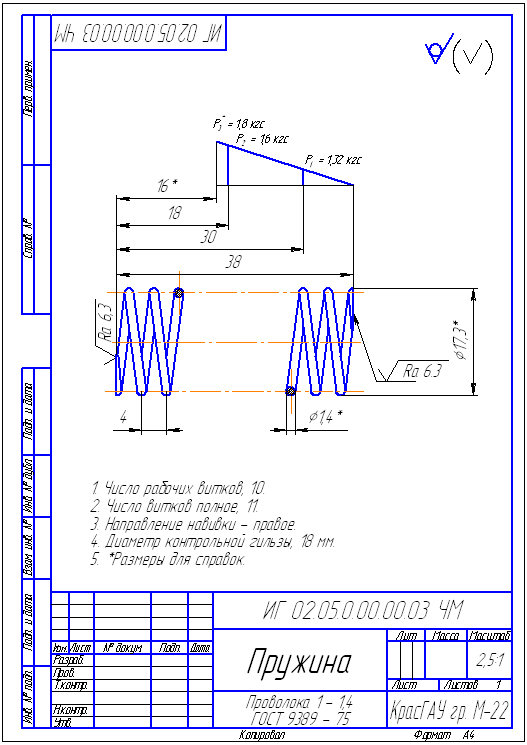 ИГ 02.05.0.00.00.03 ЧМ
(√)
P₃ = 1,8 кгс
P₂ = 1,6 кгс
P₁ = 1,32 кгс
16*
18
30
38
Ra 6,3
Ra 6.3
⌀17,3*
4
⌀1,4*
1. Число рабочих витков, 10.
2. Число витков полное, 11.
3. Направление навивки – правое.
4. Диаметр контрольной гильзы, 18 мм.
5. *Размеры для справок.
Перв. примен.
Справ. №
Подп. и дата
Инв. № дубл.
Взам. инв. №
Подп. и дата
Инв. № подл.
ИГ 02.05.0.00.00.03 ЧМ
Изм. Лист № докум. Подп. Дата
Разраб.
Пров.
Т.контр.
Н.контр.
Утв.
Пружина
Лит. Масса Масштаб
2,5:1
Лист Листов 1
Проволока 1 – 1,4
ГОСТ 9389 – 75
КрасГАУ гр. М-22
Копировал Формат А4